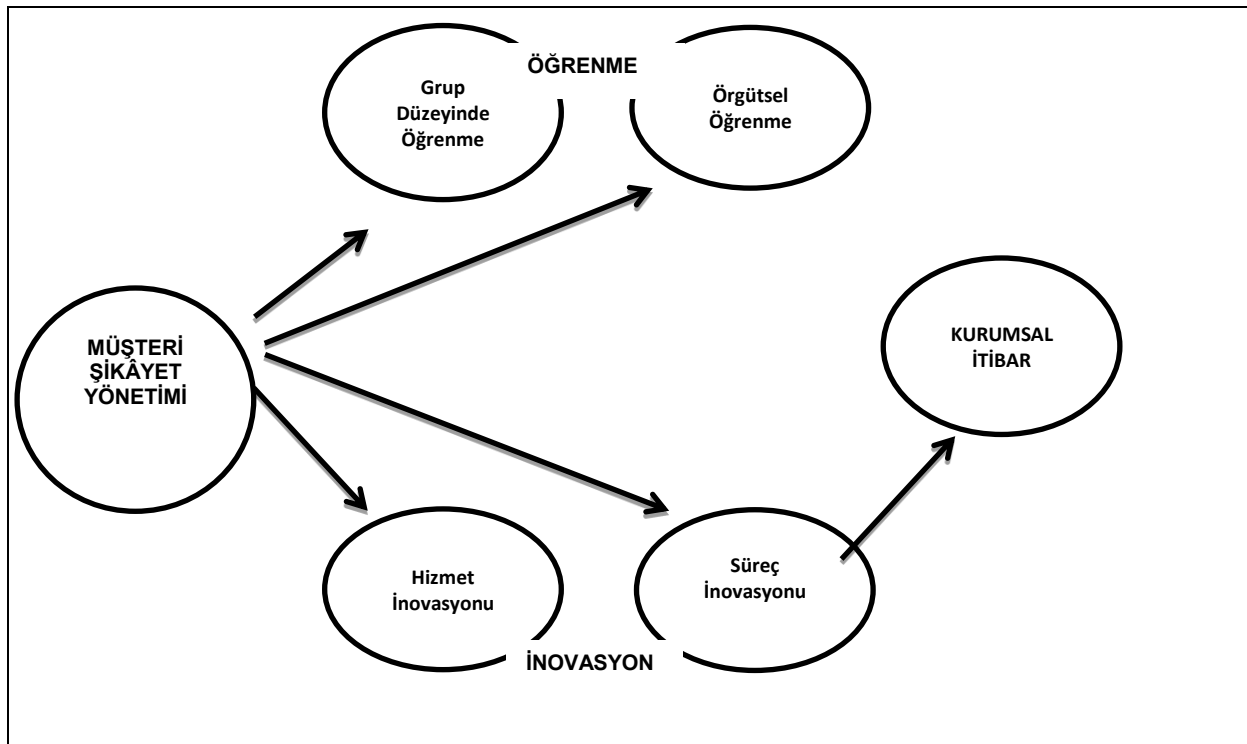 ÖĞRENME
Grup
Düzeyinde
Öğrenme
Örgütsel
Öğrenme
MÜŞTERİ
ŞİKÂYET
YÖNETİMİ
KURUMSAL
İTİBAR
Hizmet
İnovasyonu
Süreç
İnovasyonu
İNOVASYON